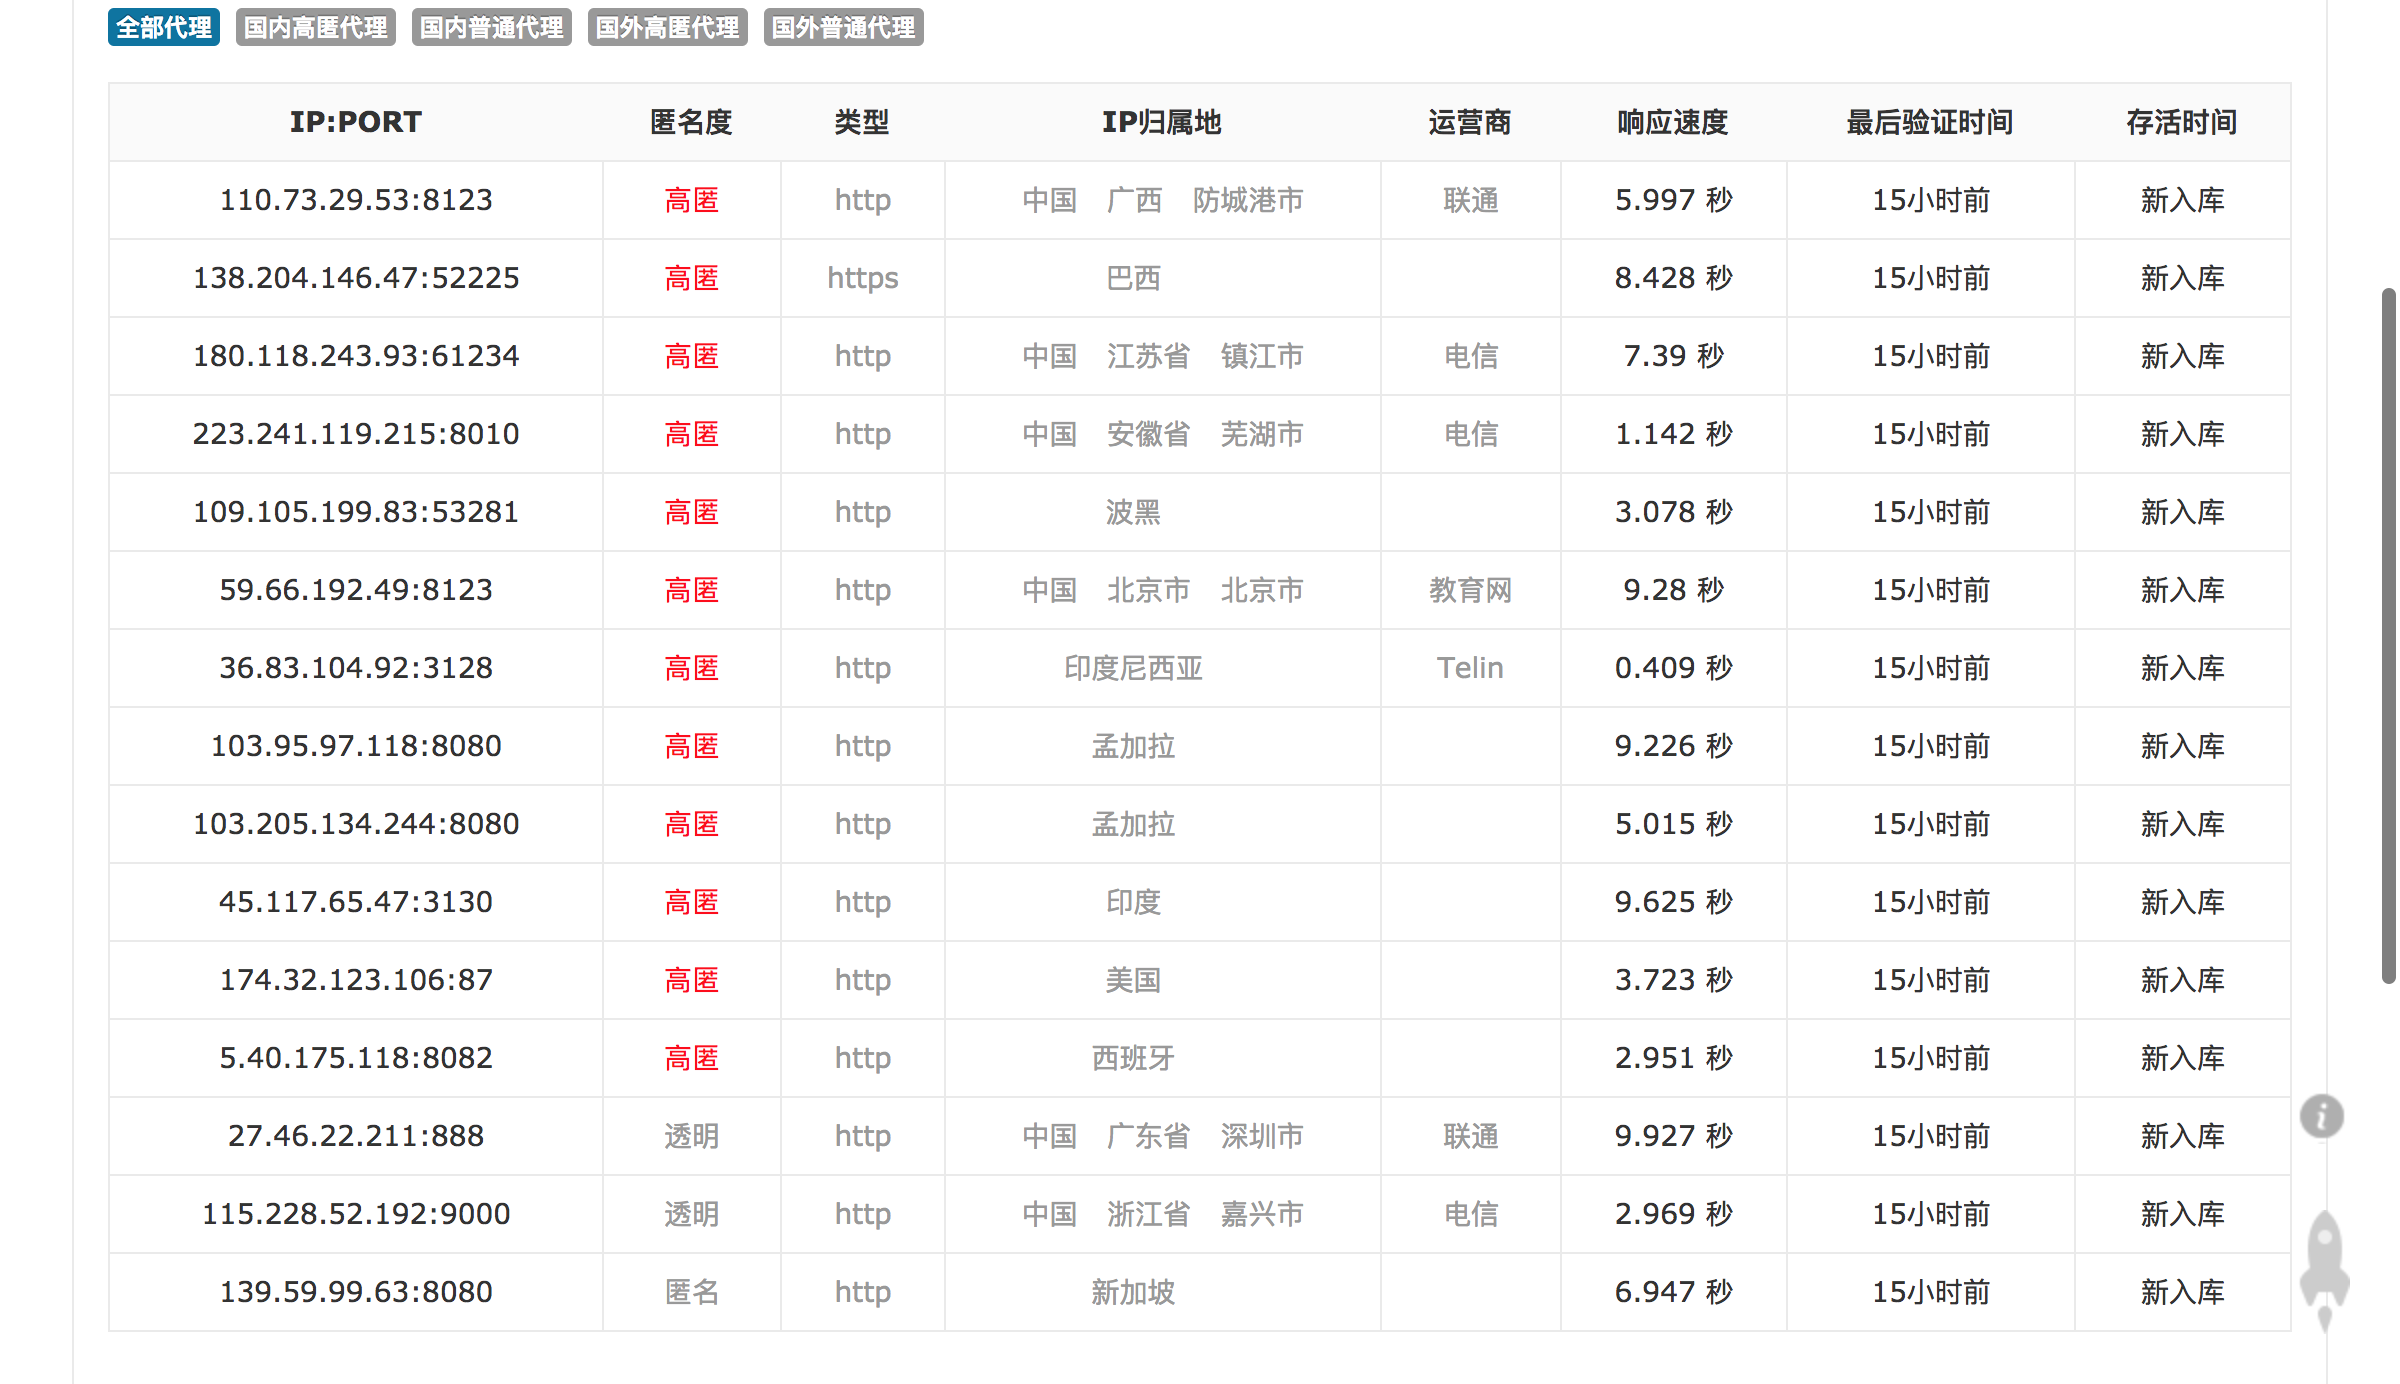 全部代理 国内高匿代理 国内普通代理 国外高匿代理 国外普通代理
IP:PORT 匿名度 类型 IP归属地 运营商 响应速度 最后验证时间 存活时间
110.73.29.53:8123 高匿 http 中国 广西 防城港市 联通 5.997 秒 15小时前 新入库
138.204.146.47:52225 高匿 https 巴西 8.428 秒 15小时前 新入库
180.118.243.93:61234 高匿 http 中国 江苏省 镇江市 电信 7.39 秒 15小时前 新入库
223.241.119.215:8010 高匿 http 中国 安徽省 芜湖市 电信 1.142 秒 15小时前 新入库
109.105.199.83:53281 高匿 http 波黑 3.078 秒 15小时前 新入库
59.66.192.49:8123 高匿 http 中国 北京市 北京市 教育网 9.28 秒 15小时前 新入库
36.83.104.92:3128 高匿 http 印度尼西亚 Telin 0.409 秒 15小时前 新入库
103.95.97.118:8080 高匿 http 孟加拉 9.226 秒 15小时前 新入库
103.205.134.244:8080 高匿 http 孟加拉 5.015 秒 15小时前 新入库
45.117.65.47:3130 高匿 http 印度 9.625 秒 15小时前 新入库
174.32.123.106:87 高匿 http 美国 3.723 秒 15小时前 新入库
5.40.175.118:8082 高匿 http 西班牙 2.951 秒 15小时前 新入库
27.46.22.211:888 透明 http 中国 广东省 深圳市 联通 9.927 秒 15小时前 新入库
115.228.52.192:9000 透明 http 中国 浙江省 嘉兴市 电信 2.969 秒 15小时前 新入库
139.59.99.63:8080 匿名 http 新加坡 6.947 秒 15小时前 新入库